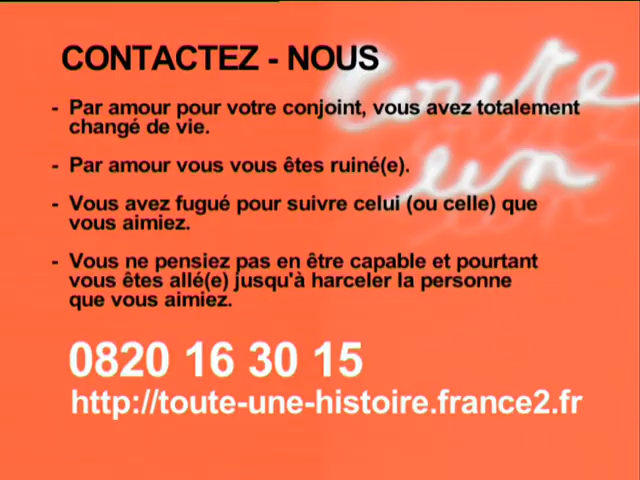 CONTACTEZ - NOUS
- Par amour pour votre conjoint, vous avez totalement
changé de vie.
- Par amour vous vous êtes ruiné(e).
- Vous avez fugué pour suivre celui (ou celle) que
vous aimiez.
- Vous ne pensiez pas en être capable et pourtant
vous êtes allé(e) jusqu'à harceler la personne
que vous aimiez.
0820 16 30 15
http://toute-une-histoire.france2.fr